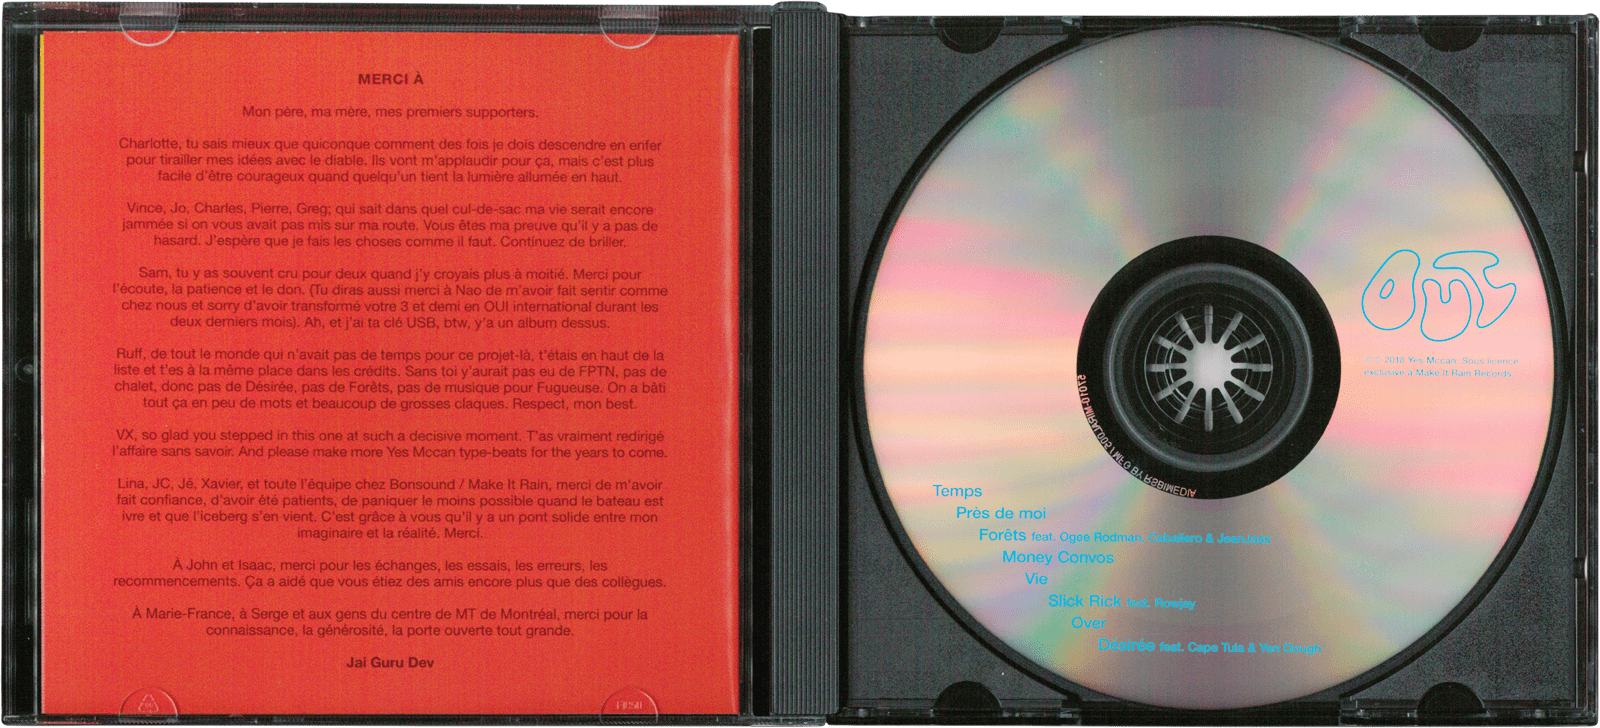 MERCI À
Mon père, ma mère, mes premiers supporters.
Charlotte, tu sais mieux que quiconque comment des fois je dois descendre en enfer
pour tirailler mes idées avec le diable. Ils vont m'applaudir pour ça, mais c'est plus
facile d'être courageux quand quelqu'un tient la lumière allumée en haut.
Vince, Jo, Charles, Pierre, Greg; qui sait dans quel cul-de-sac ma vie serait encore
jammée si on vous avait pas mis sur ma route. Vous êtes ma preuve qu'il y a pas de
hasard. J'espère que je fais les choses comme il faut. Continuez de briller.
Sam, tu y as souvent cru pour deux quand j'y croyais plus à moitié. Merci pour
l'écoute, la patience et le don. (Tu diras aussi merci à Nao de m'avoir fait sentir comme
chez nous et sorry d'avoir transformé votre 3 et demi en OUI international durant les
deux derniers mois). Ah, et j'ai ta clé USB, btw, y'a un album dessus.
Ruff, de tout le monde qui n'avait pas de temps pour ce projet-là, t'étais en haut de la
liste et t'es à la même place dans les crédits. Sans toi y'aurait pas eu de FPTN, pas de
chalet, donc pas de Désirée, pas de Forêts, pas de musique pour Fugueuse. On a bâti
tout ça en peu de mots et beaucoup de grosses claques. Respect, mon best.
VX, so glad you stepped in this one at such a decisive moment. T'as vraiment redirigé
l'affaire sans savoir. And please make more Yes Mccan type-beats for the years to come.
Lina, JC, Jé, Xavier, et toute l'équipe chez Bonsound / Make It Rain, merci de m'avoir
fait confiance, d'avoir été patients, de paniquer le moins possible quand le bateau est
ivre et que l'iceberg s'en vient. C'est grâce à vous qu'il y a un pont solide entre mon
imaginaire et la réalité. Merci.
À John et Isaac, merci pour les échanges, les essais, les erreurs, les
recommencements. Ça a aidé que vous étiez des amis encore plus que des collègues.
À Marie-France, à Serge et aux gens du centre de MT de Montréal, merci pour la
connaissance, la générosité, la porte ouverte tout grande.
Jai Guru Dev
OUI
2018 Yes Mccan. Sous licence
exclusive à Make It Rain Records.
Temps
Près de moi
Forêts feat. Ogee Rodman, Caballero & JeanJass
Money Convos
Vie
Slick Rick feat. Rowjay
Over
Désirée feat. Cape Tula & Yen Dough